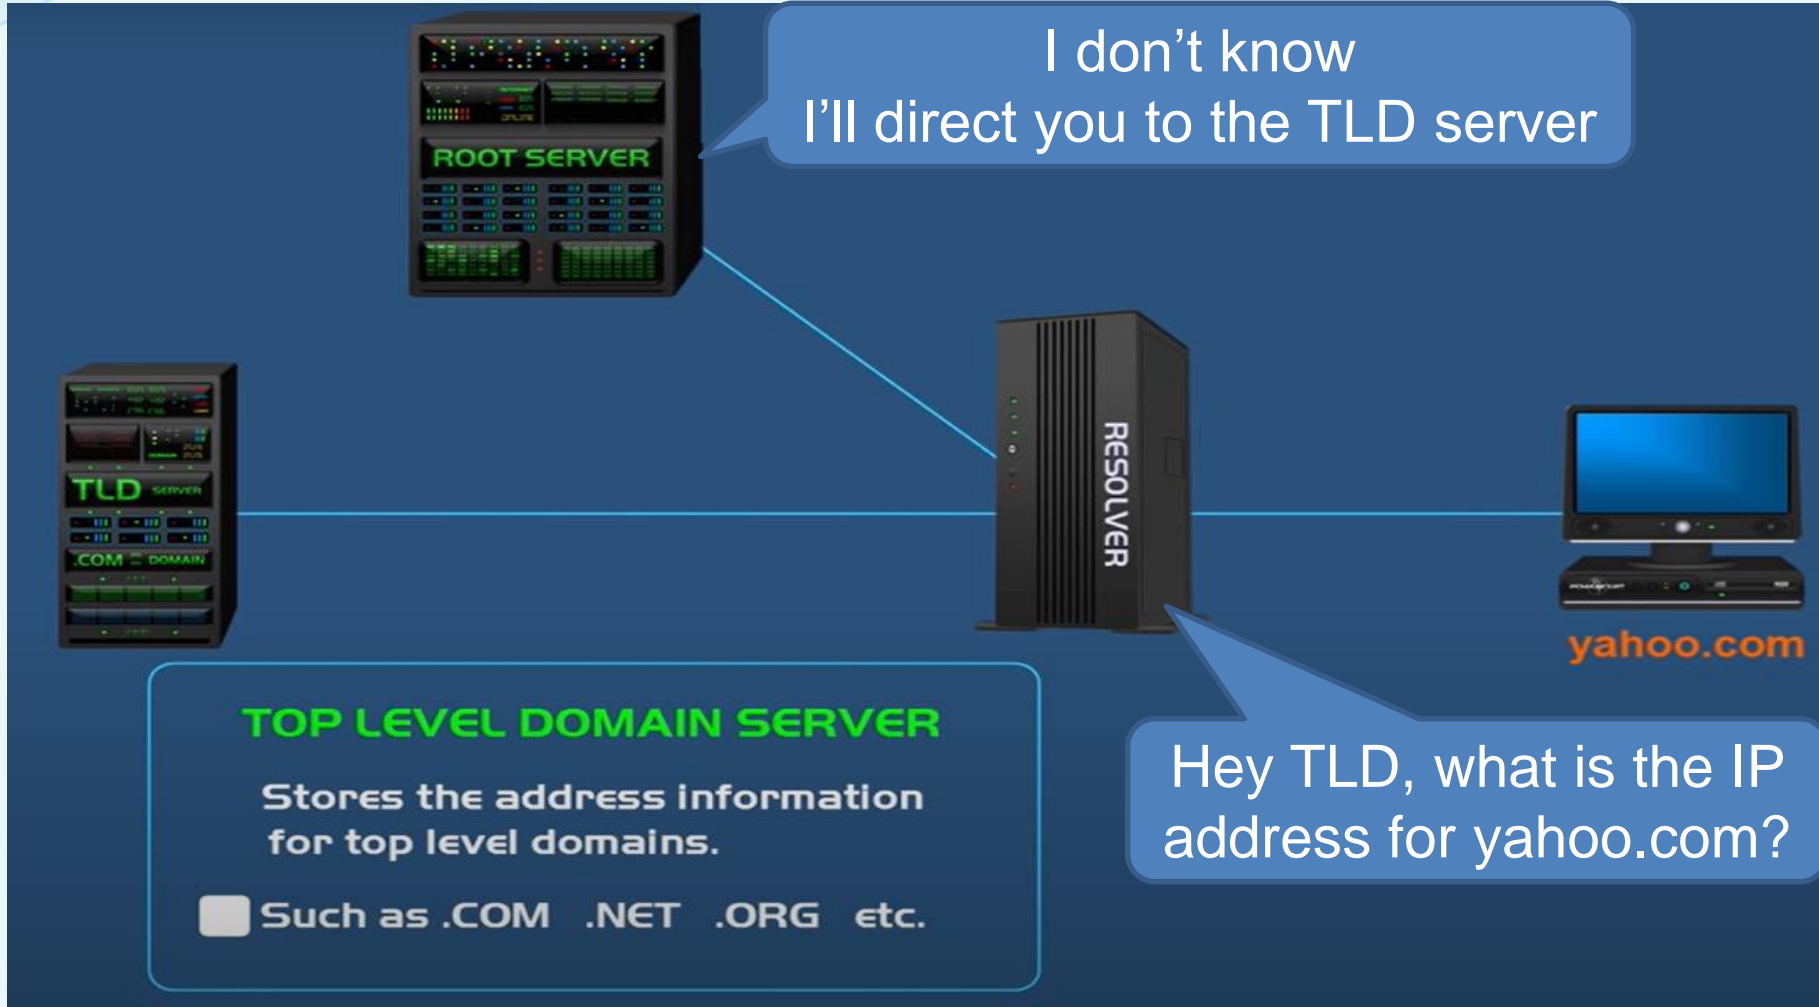 I don’t know
I’ll direct you to the TLD server
ONLINE
ROOT SERVER
RESOLVER
TLD SERVER
.COM DOMAIN
yahoo.com
TOP LEVEL DOMAIN SERVER
Stores the address information
for top level domains.
Such as .COM .NET .ORG etc.
Hey TLD, what is the IP
address for yahoo.com?